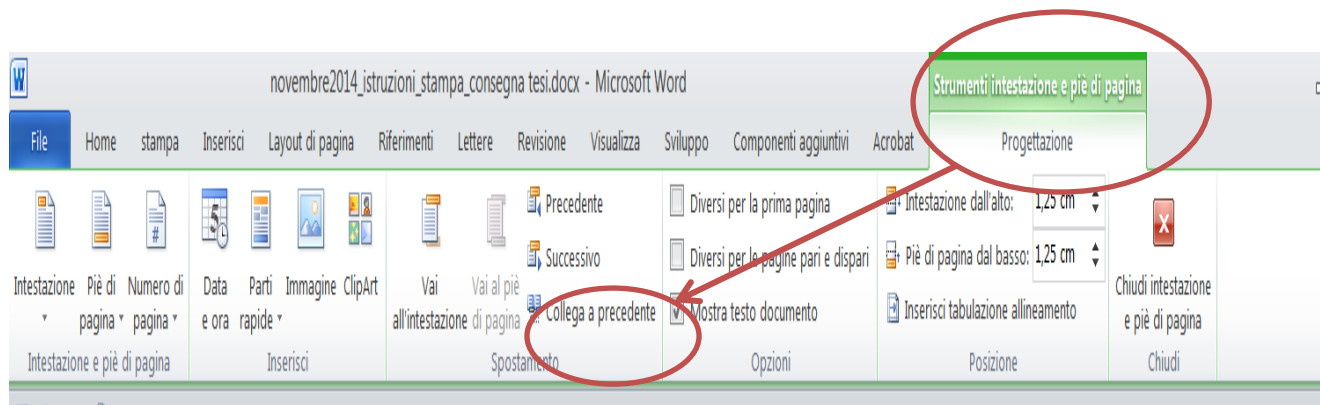 W
novembre2014_istruzioni_stampa_consegna tesi.docx - Microsoft Word
Strumenti intestazione e piè di pagina
File Home stampa Inserisci Layout di pagina Riferimenti Lettere Revisione Visualizza Sviluppo Componenti aggiuntivi Acrobat Progettazione
Intestazione
Piè di pagina
Numero di pagina
Intestazione e piè di pagina
5
Data e ora
Parti rapide
Immagine
ClipArt
Inserisci
Vai all'intestazione
Vai al piè di pagina
Precedente
Successivo
Collega a precedente
Spostamento
Diversi per la prima pagina
Diversi per le pagine pari e dispari
Mostra testo documento
Opzioni
Intestazione dall'alto: 1,25 cm
Piè di pagina dal basso: 1,25 cm
Inserisci tabulazione allineamento
Posizione
Chiudi intestazione
e piè di pagina
Chiudi